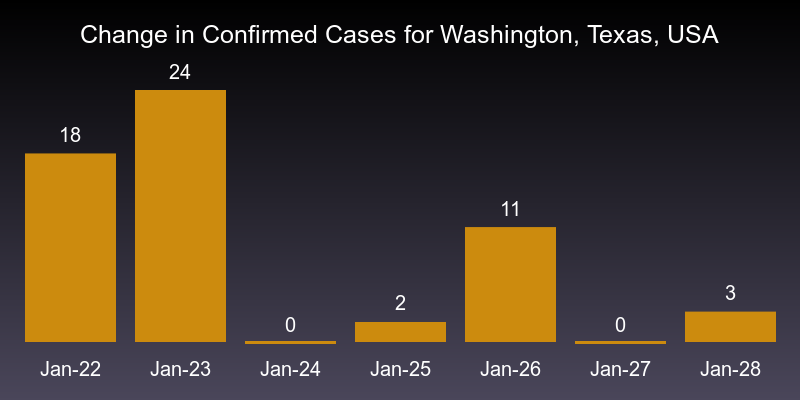 Change in Confirmed Cases for Washington, Texas, USA
18
24
0
2
11
0
3
Jan-22
Jan-23
Jan-24
Jan-25
Jan-26
Jan-27
Jan-28